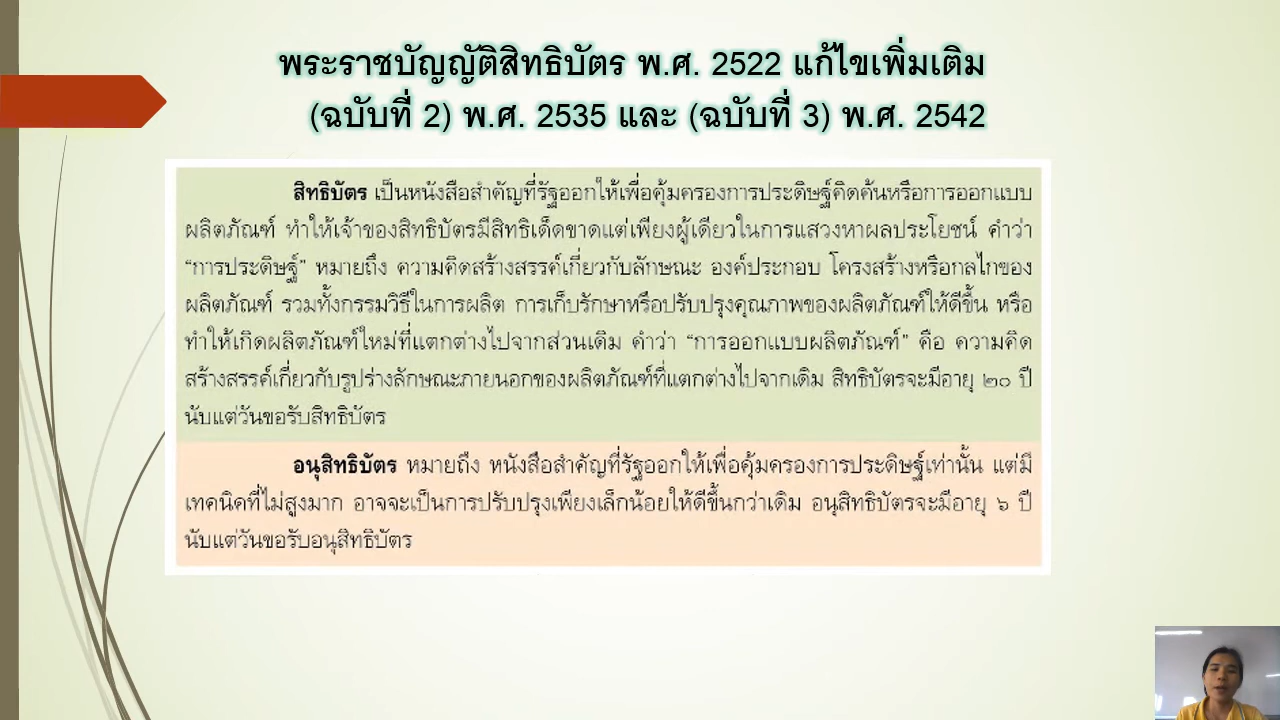 พระราชบัญญัติสิทธิบัตร พ.ศ. 2522 แก้ไขเพิ่มเติม
(ฉบับที่ 2) พ.ศ. 2535 และ (ฉบับที่ 3) พ.ศ. 2542
สิทธิบัตร เป็นหนังสือสำคัญที่รัฐออกให้เพื่อคุ้มครองการประดิษฐ์คิดค้นหรือการออกแบบ
ผลิตภัณฑ์ ทำให้เจ้าของสิทธิบัตรมีสิทธิเด็ดขาดแต่เพียงผู้เดียวในการแสวงหาผลประโยชน์ คำว่า
“การประดิษฐ์” หมายถึง ความคิดสร้างสรรค์เกี่ยวกับลักษณะ องค์ประกอบ โครงสร้างหรือกลไกของ
ผลิตภัณฑ์ รวมทั้งกรรมวิธีในการผลิต การเก็บรักษาหรือปรับปรุงคุณภาพของผลิตภัณฑ์ให้ดีขึ้น หรือ
ทำให้เกิดผลิตภัณฑ์ใหม่ที่แตกต่างไปจากส่วนเดิม คำว่า “การออกแบบผลิตภัณฑ์” คือ ความคิด
สร้างสรรค์เกี่ยวกับรูปร่างลักษณะภายนอกของผลิตภัณฑ์ที่แตกต่างไปจากเดิม สิทธิบัตรจะมีอายุ ๒๐ ปี
นับแต่วันขอรับสิทธิบัตร
อนุสิทธิบัตร หมายถึง หนังสือสำคัญที่รัฐออกให้เพื่อคุ้มครองการประดิษฐ์เท่านั้น แต่มี
เทคนิคที่ไม่สูงมาก อาจจะเป็นการปรับปรุงเพียงเล็กน้อยให้ดีขึ้นกว่าเดิม อนุสิทธิบัตรจะมีอายุ ๖ ปี
นับแต่วันขอรับอนุสิทธิบัตร